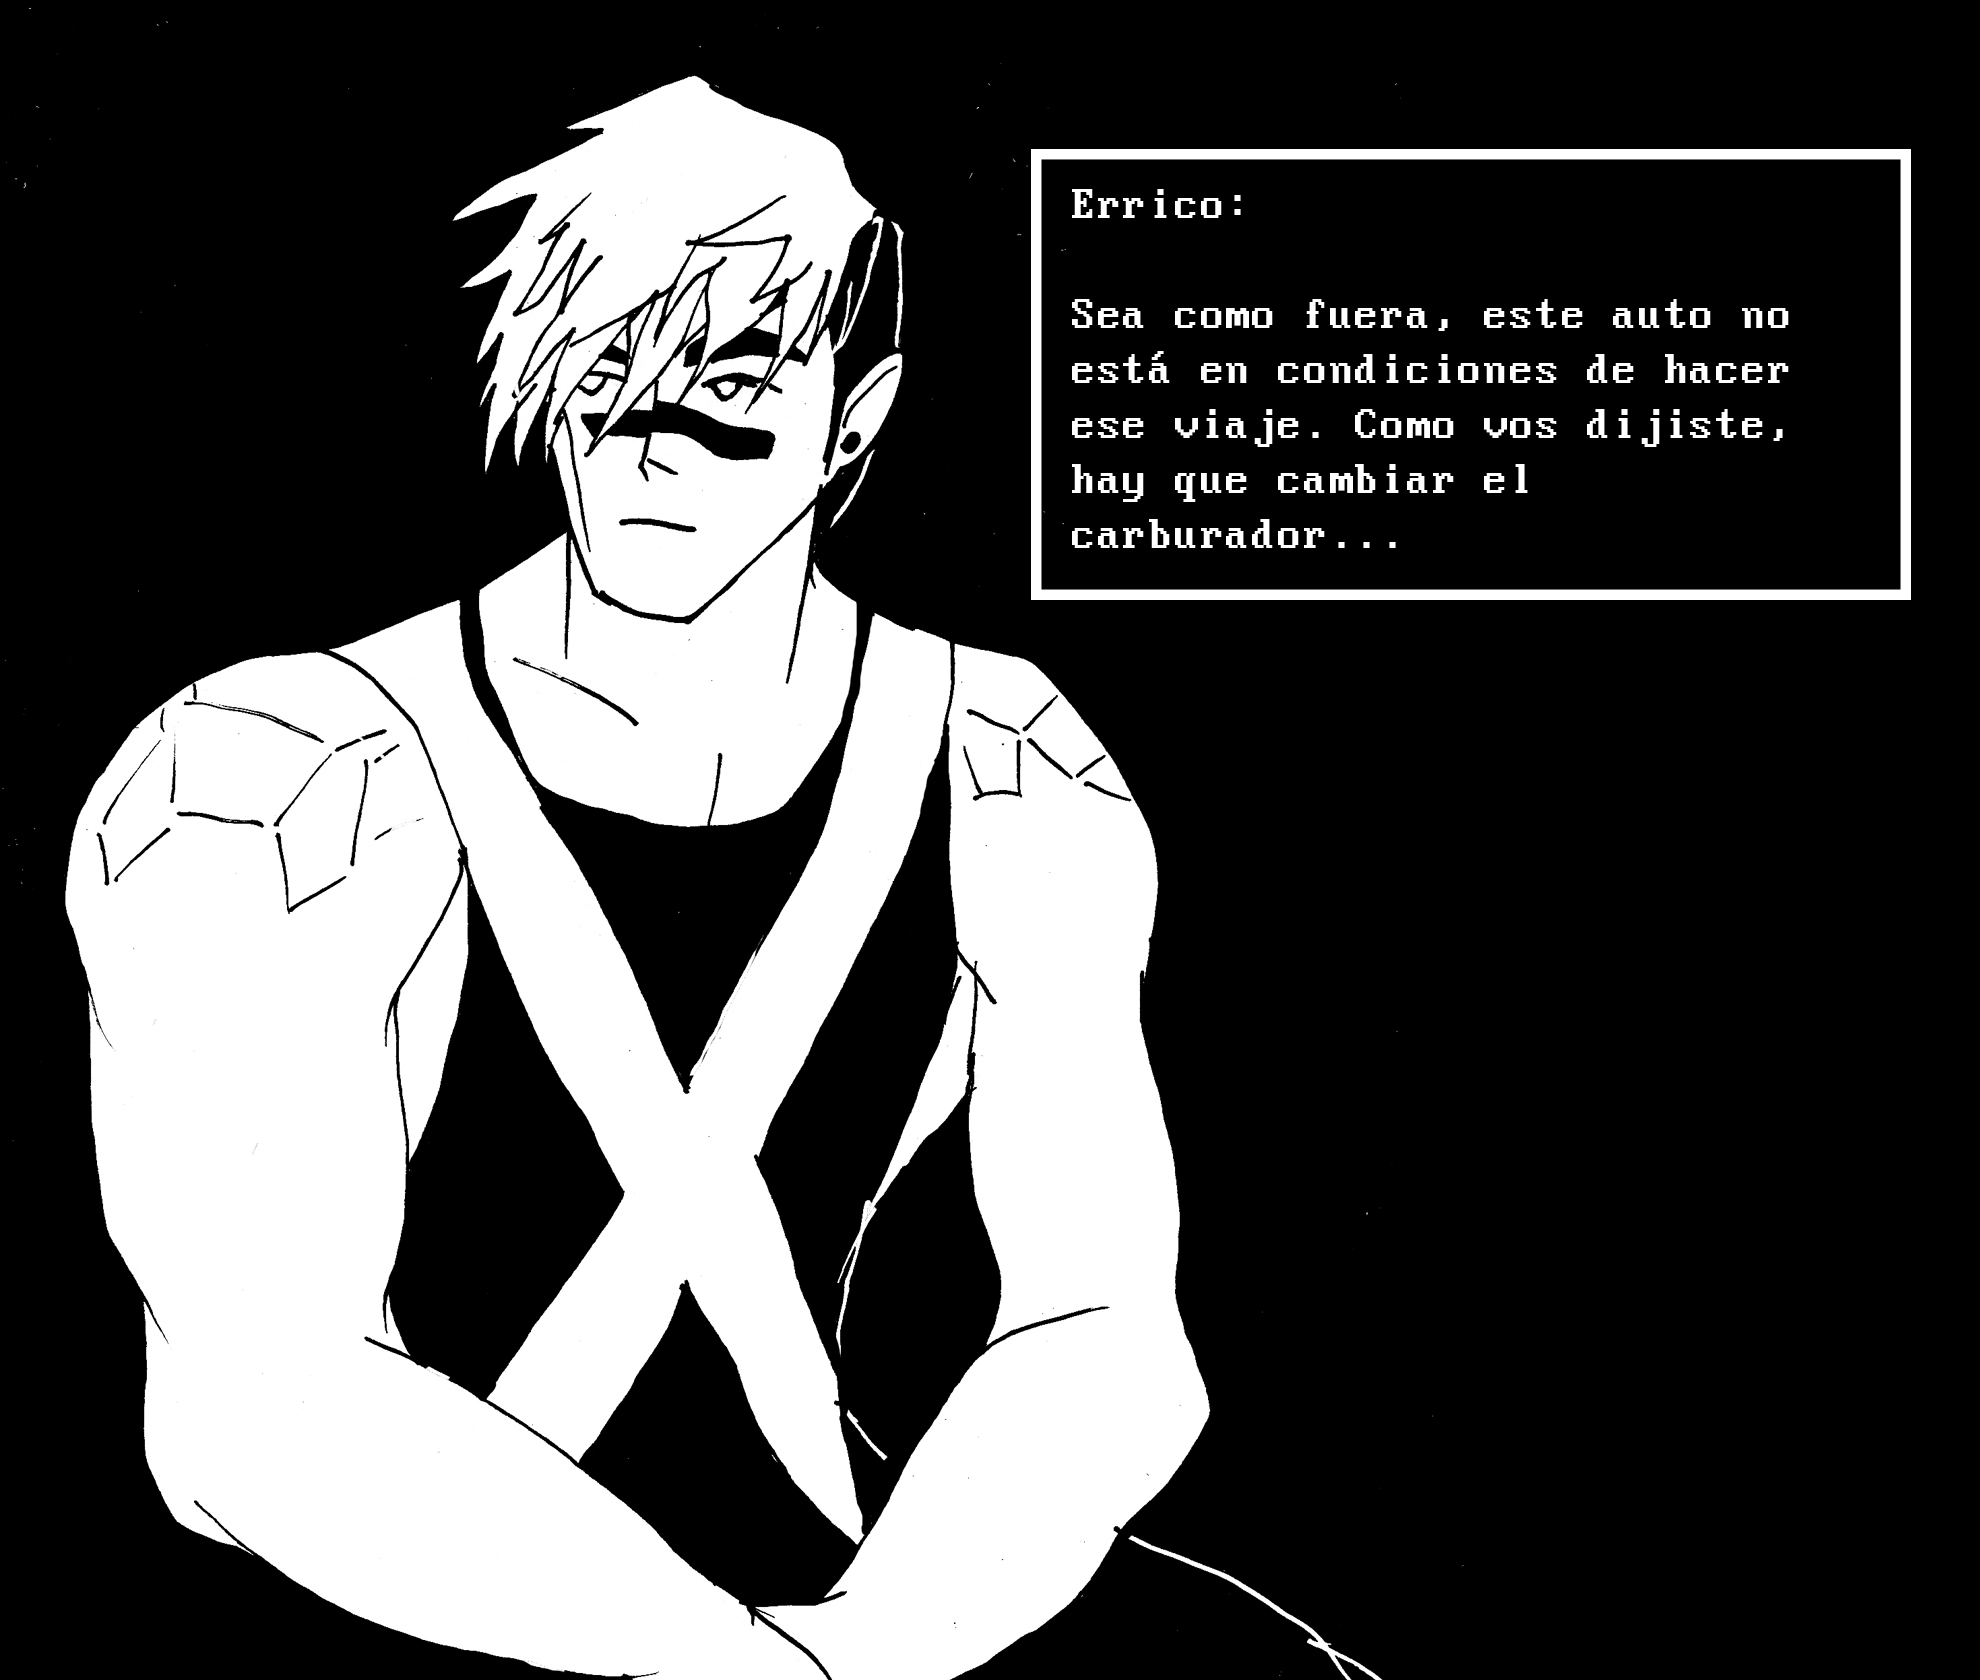 Errico:
Sea como fuera, este auto no
está en condiciones de hacer
ese viaje. Como vos dijiste,
hay que cambiar el
carburador...